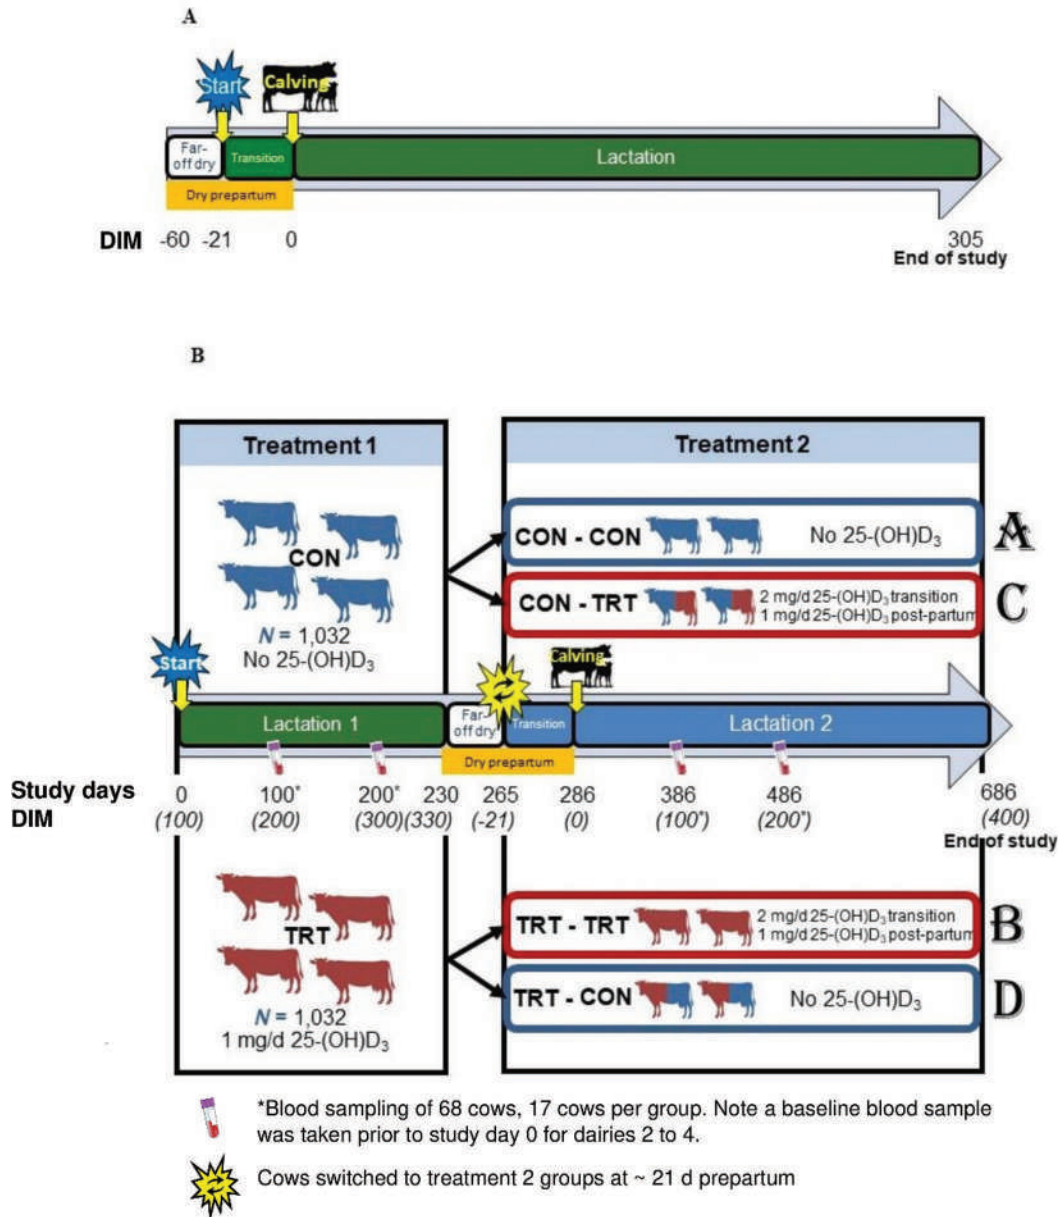 A
Start
Calving
Far-
off dry
Transition
Lactation
Dry prepartum
DIM -60 -21 0 305
End of study
B
Treatment 1
Treatment 2
CON
N = 1,032
No 25-(OH)D₃
CON - CON No 25-(OH)D₃
A
CON - TRT 2 mg/d 25-(OH)D₃ transition
1 mg/d 25-(OH)D₃ post-partum
C
Start
Calving
Lactation 1
Far-
off dry
Transition
Lactation 2
Dry prepartum
Study days 0 100* 200* 230 265 286 386 486 686
DIM (100) (200) (300)(330) (-21) (0) (100*) (200*) (400)
End of study
TRT
N = 1,032
1 mg/d 25-(OH)D₃
TRT - TRT 2 mg/d 25-(OH)D₃ transition
1 mg/d 25-(OH)D₃ post-partum
B
TRT - CON No 25-(OH)D₃
D
*Blood sampling of 68 cows, 17 cows per group. Note a baseline blood sample
was taken prior to study day 0 for dairies 2 to 4.
Cows switched to treatment 2 groups at ~ 21 d prepartum